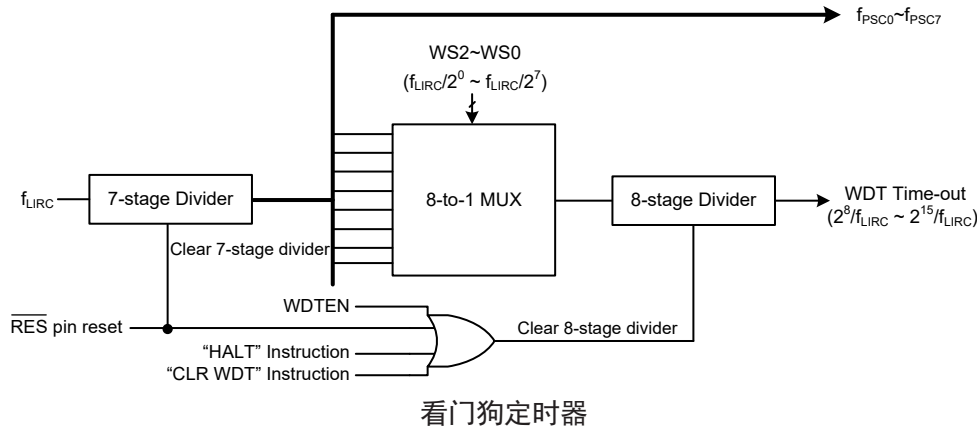 fPSC0~fPSC7
WS2~WS0
(fLIRC/2^0 ~ fLIRC/2^7)
fLIRC
7-stage Divider
8-to-1 MUX
8-stage Divider
WDT Time-out
(2^8/fLIRC ~ 2^15/fLIRC)
Clear 7-stage divider
WDTEN
R̅E̅S̅ pin reset
Clear 8-stage divider
“HALT” Instruction
“CLR WDT” Instruction
看门狗定时器